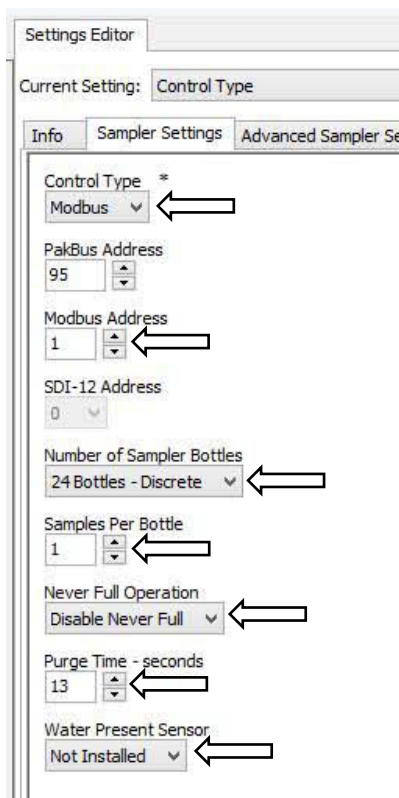 Settings Editor
Current Setting: Control Type
Info Sampler Settings Advanced Sampler Se
Control Type *
Modbus
PakBus Address
95
Modbus Address
1
SDI-12 Address
0
Number of Sampler Bottles
24 Bottles - Discrete
Samples Per Bottle
1
Never Full Operation
Disable Never Full
Purge Time - seconds
13
Water Present Sensor
Not Installed